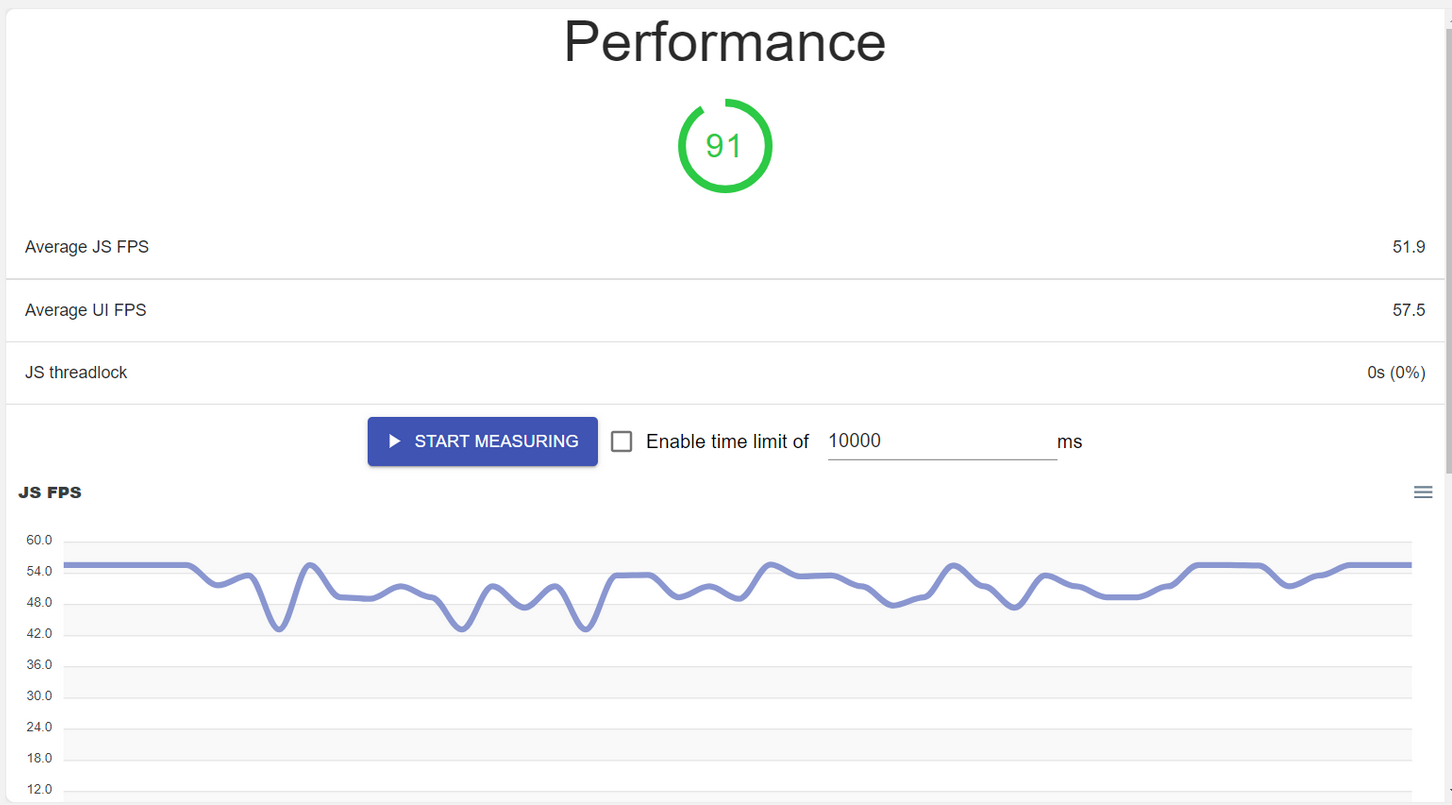 Performance
91
Average JS FPS 51.9
Average UI FPS 57.5
JS threadlock 0s (0%)
START MEASURING Enable time limit of 10000 ms
JS FPS
60.0
54.0
48.0
42.0
36.0
30.0
24.0
18.0
12.0